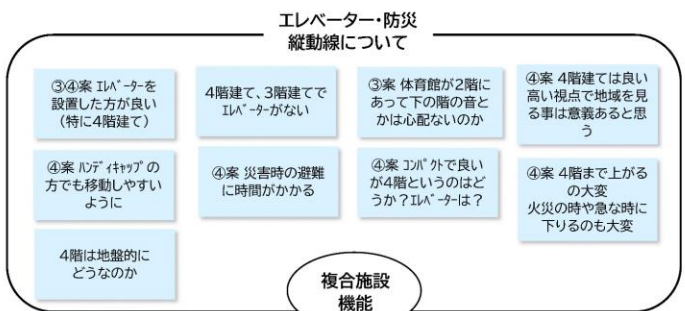 エレベーター・防災
縦動線について
③④案 エレベーターを
設置した方が良い
（特に4階建て）
4階建て、3階建てで
エレベーターがない
③案 体育館が2階に
あって下の階の音と
かは心配ないのか
④案 4階建ては良い
高い視点で地域を見
る事は意義あると思
う
④案 ハンディキャップの
方でも移動しやすい
ように
④案 災害時の避難
に時間がかかる
④案 コンパクトで良い
が4階というのはど
うか？エレベーターは？
④案 4階まで上がる
の大変
火災の時や急な時に
下りるのも大変
4階は地盤的に
どうなのか
複合施設
機能